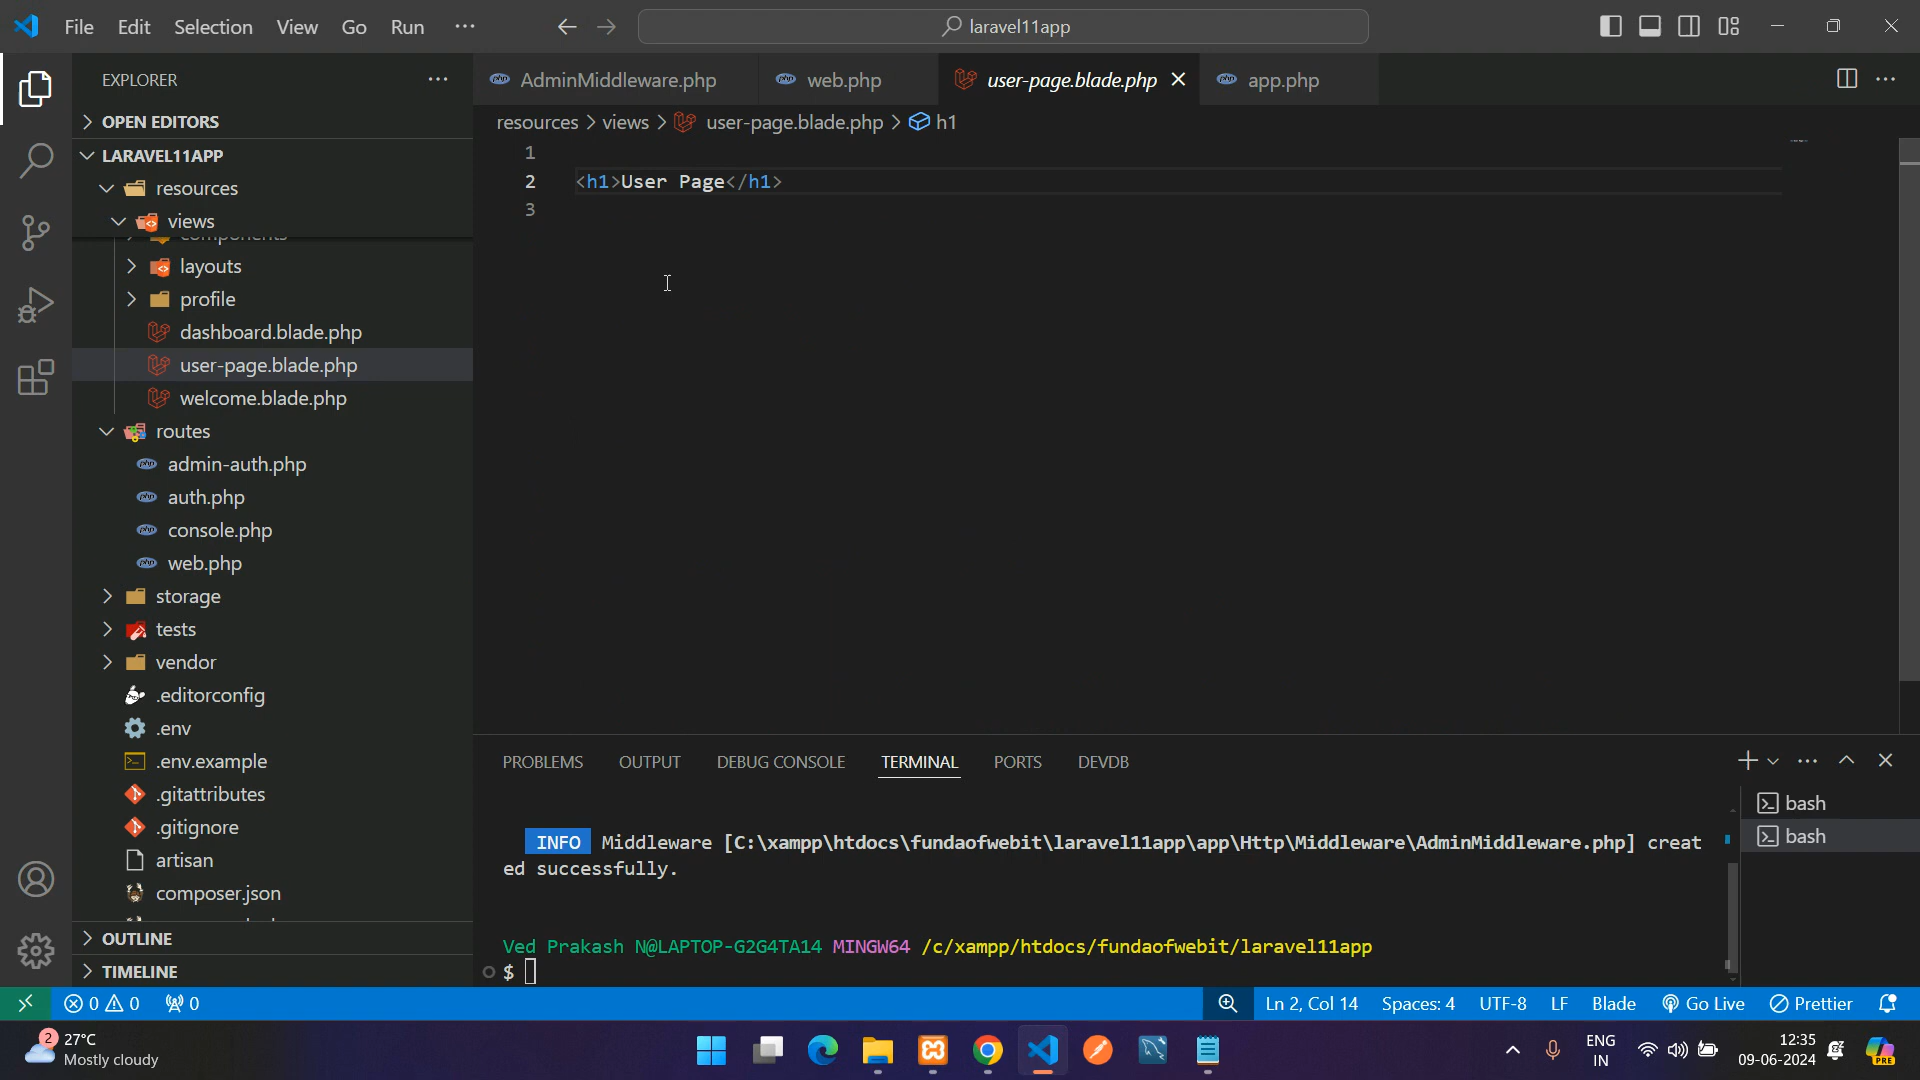 File Edit Selection View Go Run ···
laravel11app
EXPLORER
OPEN EDITORS
LARAVEL11APP
resources
views
components
layouts
profile
dashboard.blade.php
user-page.blade.php
welcome.blade.php
routes
admin-auth.php
auth.php
console.php
web.php
storage
tests
vendor
.editorconfig
.env
.env.example
.gitattributes
.gitignore
artisan
composer.json
OUTLINE
TIMELINE
AdminMiddleware.php web.php user-page.blade.php app.php
resources > views > user-page.blade.php > h1
1
2 <h1>User Page</h1>
3
PROBLEMS OUTPUT DEBUG CONSOLE TERMINAL PORTS DEVDB
INFO Middleware [C:\xampp\htdocs\fundaofwebit\laravel11app\app\Http\Middleware\AdminMiddleware.php] creat
ed successfully.
Ved Prakash N@LAPTOP-G2G4TA14 MINGW64 /c/xampp/htdocs/fundaofwebit/laravel11app
$
bash
bash
0 0 0 Ln 2, Col 14 Spaces: 4 UTF-8 LF Blade Go Live Prettier
2
27°C
Mostly cloudy
ENG
IN
12:35
09-06-2024
PRE